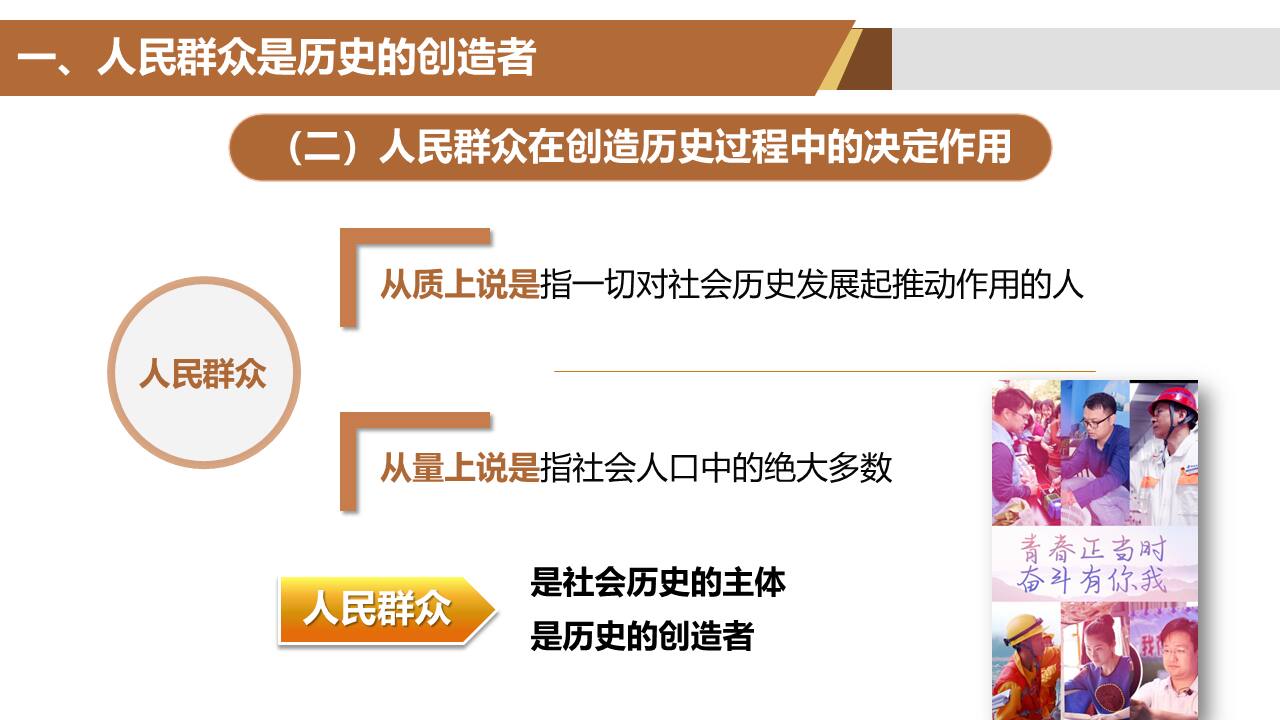 一、人民群众是历史的创造者
（二）人民群众在创造历史过程中的决定作用
从质上说是指一切对社会历史发展起推动作用的人
人民群众
从量上说是指社会人口中的绝大多数
青春正当时
奋斗有你我
人民群众
是社会历史的主体
是历史的创造者